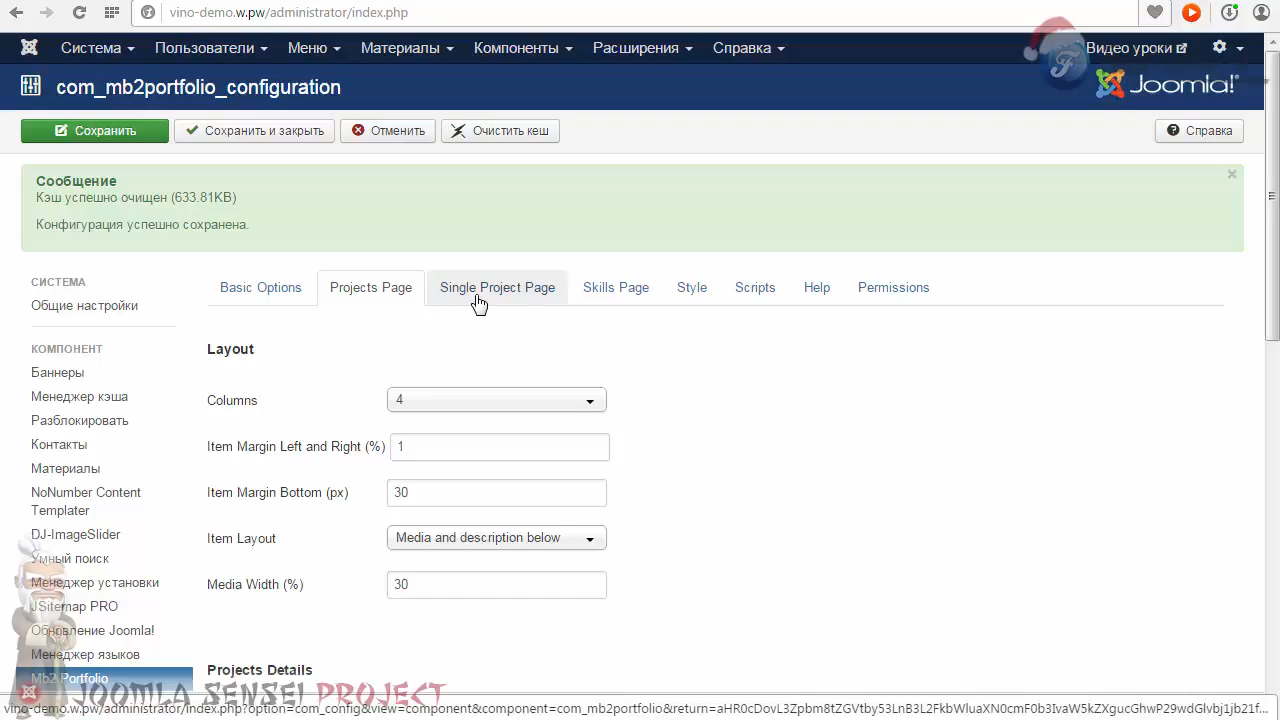 vino-demo.w.pw/administrator/index.php
Система Пользователи Меню Материалы Компоненты Расширения Справка Видео уроки
com_mb2portfolio_configuration
Joomla!
Сохранить Сохранить и закрыть Отменить Очистить кеш Справка
Сообщение
Кэш успешно очищен (633.81KB)
Конфигурация успешно сохранена.
СИСТЕМА
Общие настройки
КОМПОНЕНТ
Баннеры
Менеджер кэша
Разблокировать
Контакты
Материалы
NoNumber Content
Templater
DJ-ImageSlider
Умный поиск
Менеджер установки
JSitemap PRO
Обновление Joomla!
Менеджер языков
Mb2 Portfolio
Basic Options Projects Page Single Project Page Skills Page Style Scripts Help Permissions
Layout
Columns 4
Item Margin Left and Right (%) 1
Item Margin Bottom (px) 30
Item Layout Media and description below
Media Width (%) 30
Projects Details
JOOMLA SENSEI PROJECT